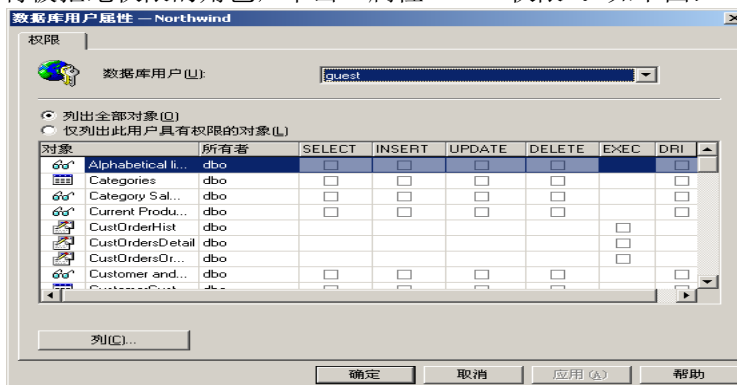 数据库用户属性 — Northwind
权限
数据库用户(U): guest
列出全部对象(O)
仅列出此用户具有权限的对象(L)
对象 所有者 SELECT INSERT UPDATE DELETE EXEC DRI
Alphabetical li... dbo
Categories dbo
Category Sal... dbo
Current Produ... dbo
CustOrderHist dbo
CustOrdersDetail dbo
CustOrdersOr... dbo
Customer and... dbo
列(C)...
确定 取消 应用(A) 帮助